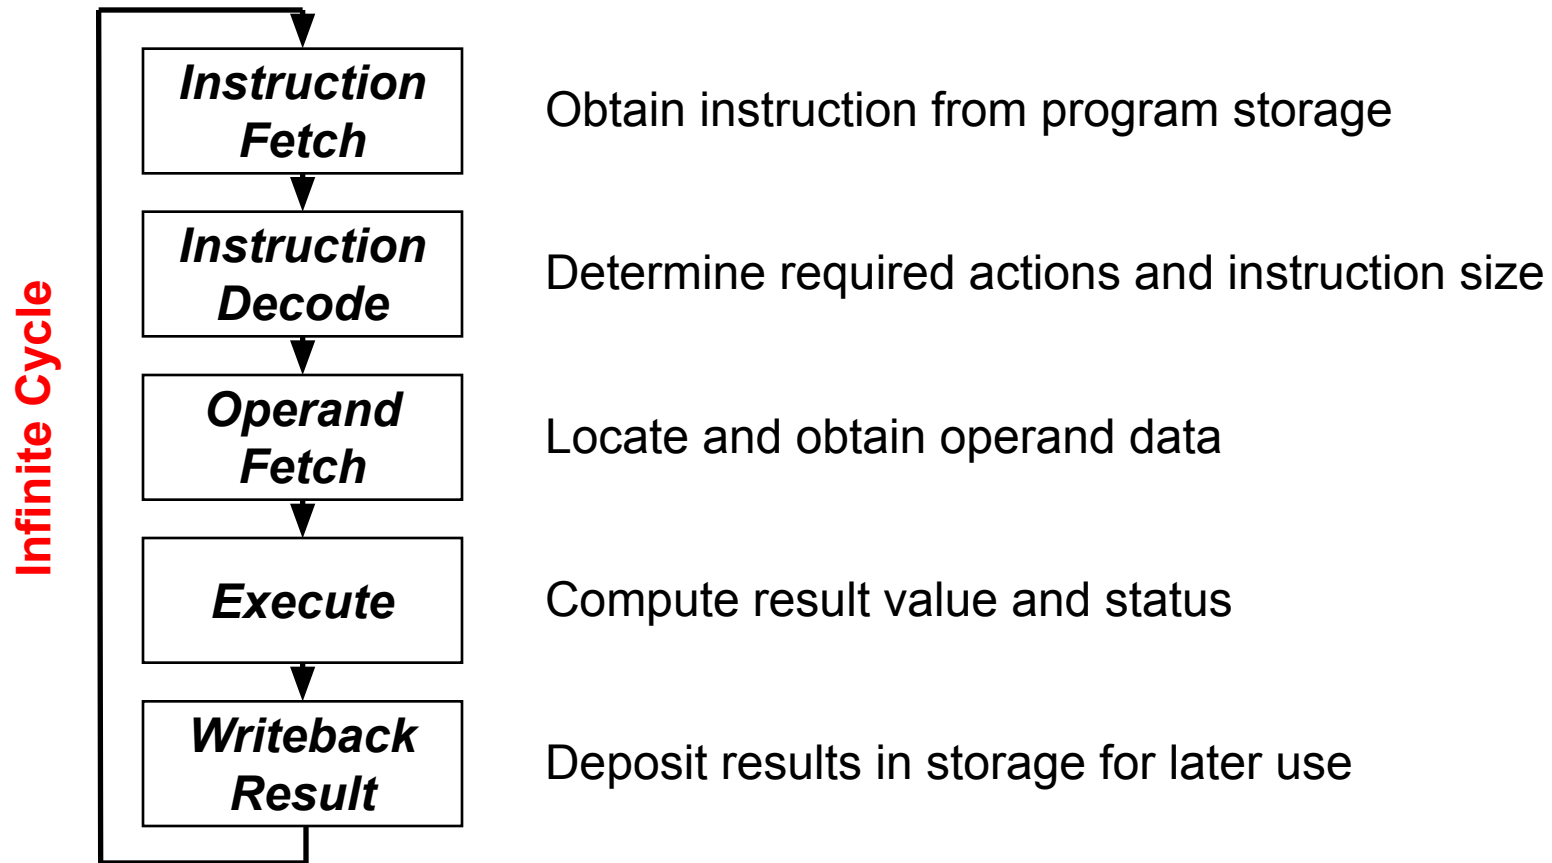 Infinite Cycle
Instruction
Fetch
Obtain instruction from program storage
Instruction
Decode
Determine required actions and instruction size
Operand
Fetch
Locate and obtain operand data
Execute
Compute result value and status
Writeback
Result
Deposit results in storage for later use